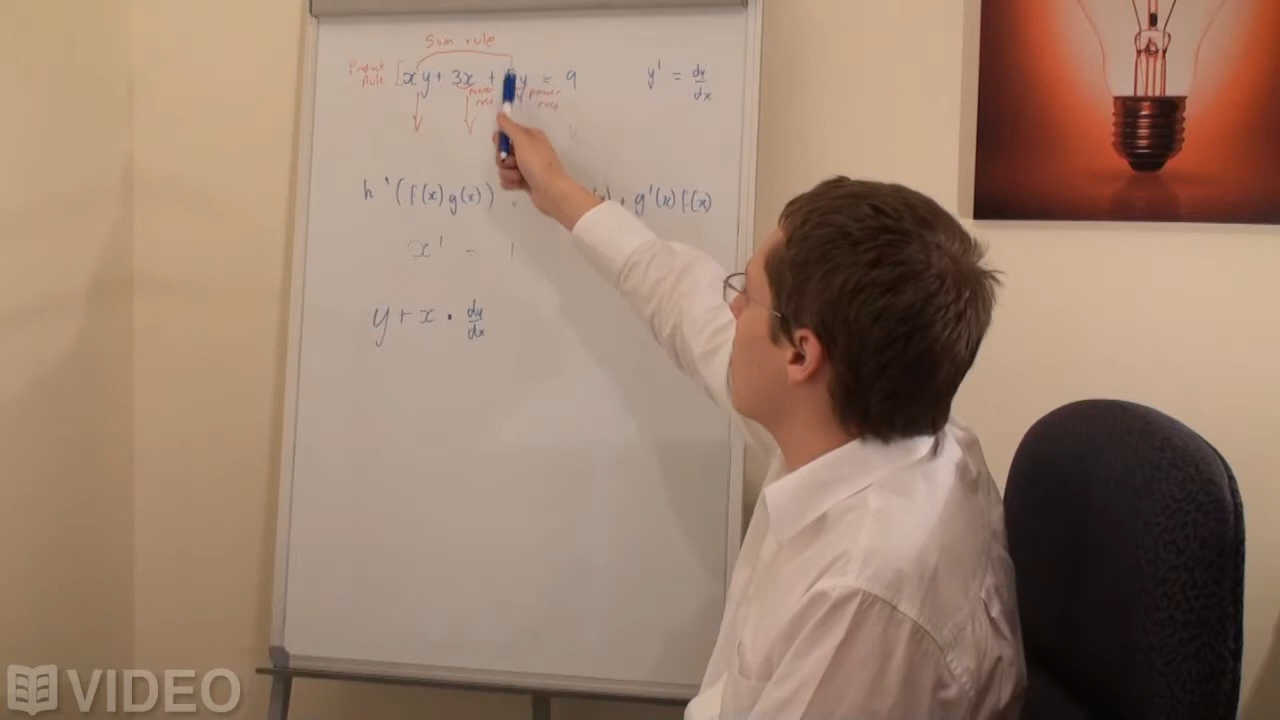 Sum rule
Product Rule [xy + 3x + y = 9
y' = dy/dx
power rule
power rule
h'(f(x)g(x)) = + g'(x)f(x)
x' = 1
y + x · dy/dx
VIDEO